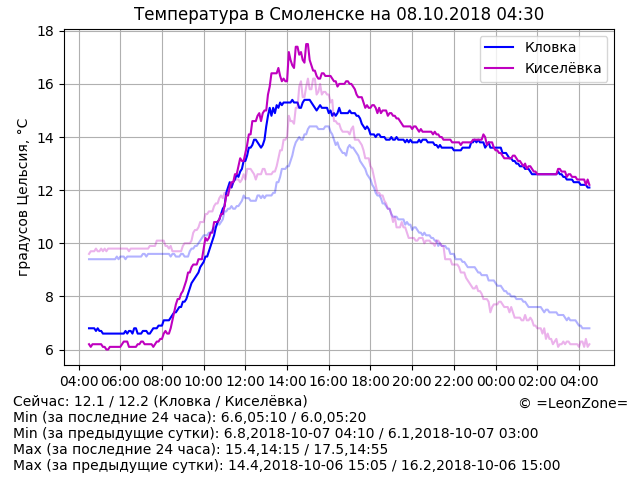 Температура в Смоленске на 08.10.2018 04:30
Кловка
Киселёвка
градусов Цельсия, °C
18
16
14
12
10
8
6
04:00 06:00 08:00 10:00 12:00 14:00 16:00 18:00 20:00 22:00 00:00 02:00 04:00
Сейчас: 12.1 / 12.2 (Кловка / Киселёвка)
© =LeonZone=
Min (за последние 24 часа): 6.6,05:10 / 6.0,05:20
Min (за предыдущие сутки): 6.8,2018-10-07 04:10 / 6.1,2018-10-07 03:00
Max (за последние 24 часа): 15.4,14:15 / 17.5,14:55
Max (за предыдущие сутки): 14.4,2018-10-06 15:05 / 16.2,2018-10-06 15:00